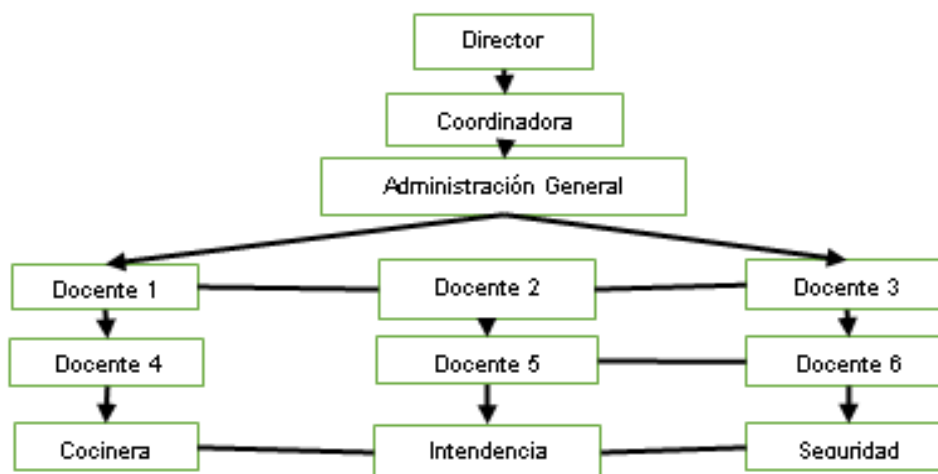 Director
Coordinadora
Administración General
Docente 1
Docente 2
Docente 3
Docente 4
Docente 5
Docente 6
Cocinera
Intendencia
Seguridad